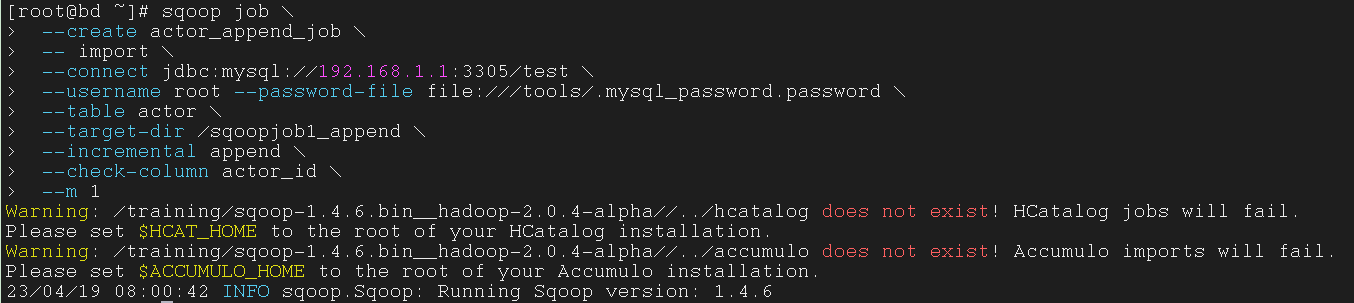 [root@bd ~]# sqoop job \
>  --create actor_append_job \
>  -- import \
>  --connect jdbc:mysql://192.168.1.1:3305/test \
>  --username root --password-file file:///tools/.mysql_password.password \
>  --table actor \
>  --target-dir /sqoopjob1_append \
>  --incremental append \
>  --check-column actor_id \
>  --m 1
Warning: /training/sqoop-1.4.6.bin__hadoop-2.0.4-alpha//../hcatalog does not exist! HCatalog jobs will fail.
Please set $HCAT_HOME to the root of your HCatalog installation.
Warning: /training/sqoop-1.4.6.bin__hadoop-2.0.4-alpha//../accumulo does not exist! Accumulo imports will fail.
Please set $ACCUMULO_HOME to the root of your Accumulo installation.
23/04/19 08:00:42 INFO sqoop.Sqoop: Running Sqoop version: 1.4.6